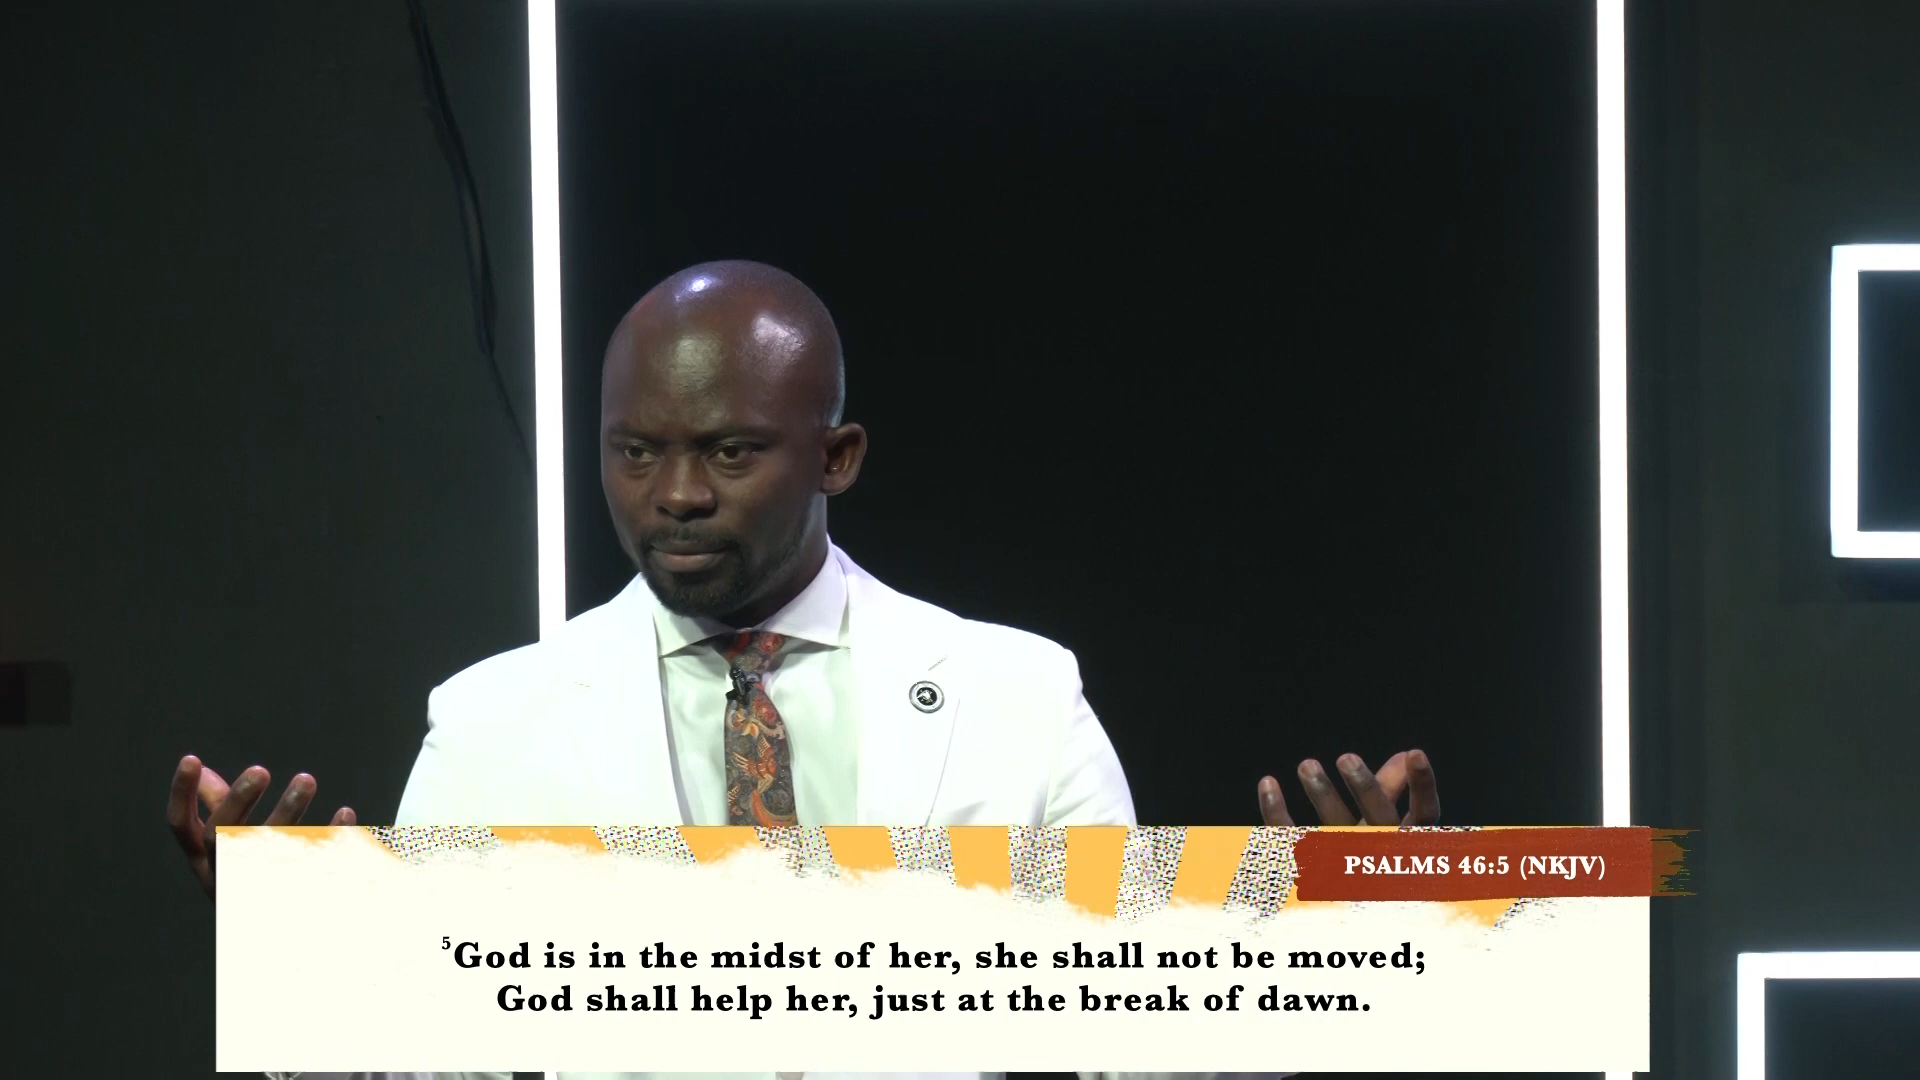 PSALMS 46:5 (NKJV)
⁵God is in the midst of her, she shall not be moved;
God shall help her, just at the break of dawn.